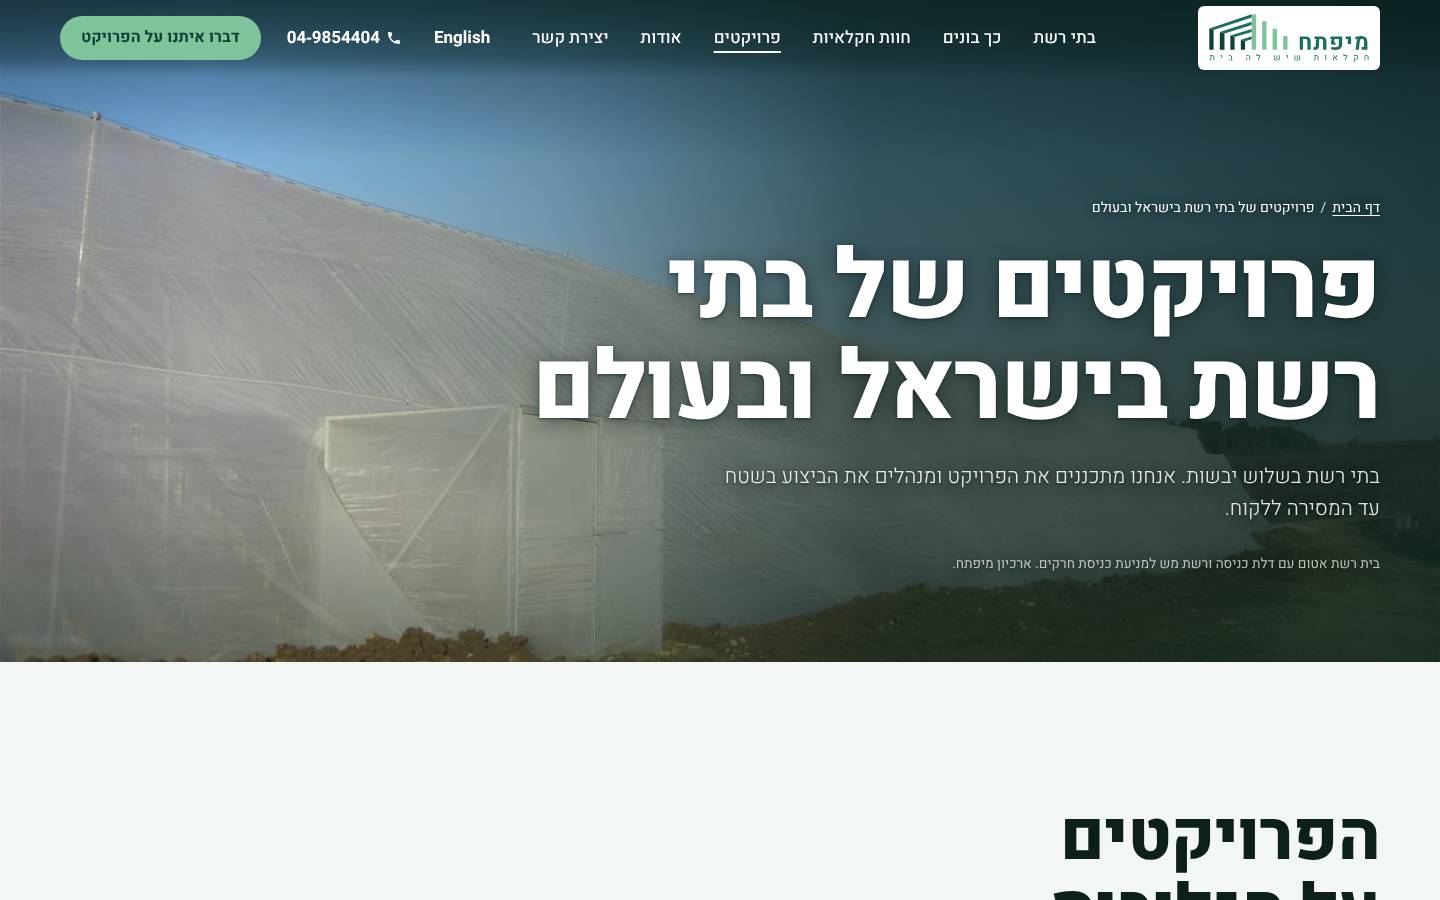 מיפתח
חקלאות שיש לה בית
בתי רשת
כך בונים
חוות חקלאיות
פרויקטים
אודות
יצירת קשר
English
04-9854404
דברו איתנו על הפרויקט
דף הבית / פרויקטים של בתי רשת בישראל ובעולם
פרויקטים של בתי
רשת בישראל ובעולם
בתי רשת בשלוש יבשות. אנחנו מתכננים את הפרויקט ומנהלים את הביצוע בשטח
עד המסירה ללקוח.
בית רשת אטום עם דלת כניסה ורשת מש למניעת כניסת חרקים. ארכיון מיפתח.
הפרויקטים